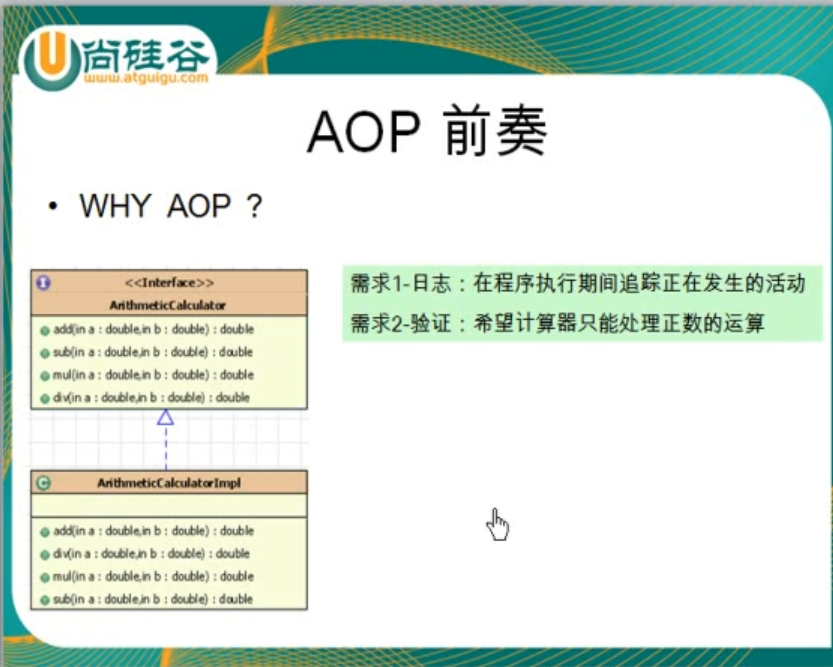 尚硅谷
www.atguigu.com
AOP 前奏
• WHY AOP ?
I
<<Interface>>
ArithmeticCalculator
add(in a : double,in b : double) : double
sub(in a : double,in b : double) : double
mul(in a : double,in b : double) : double
div(in a : double,in b : double) : double
需求1-日志：在程序执行期间追踪正在发生的活动
需求2-验证：希望计算器只能处理正数的运算
C
ArithmeticCalculatorImpl
add(in a : double,in b : double) : double
div(in a : double,in b : double) : double
mul(in a : double,in b : double) : double
sub(in a : double,in b : double) : double